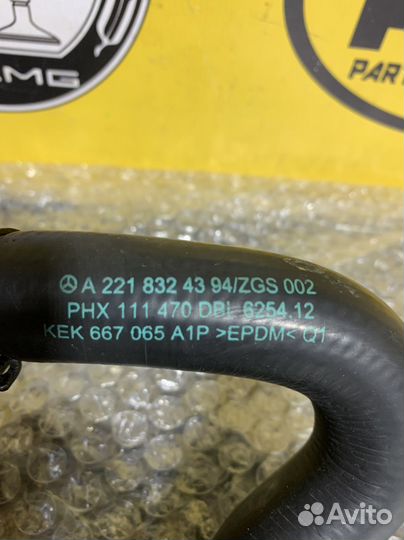 AMG
PART
A 221 832 43 94/ZGS 002
PHX 111 470 DBL 6254.12
KEK 667 065 A1P >EPDM< Q1
Avito